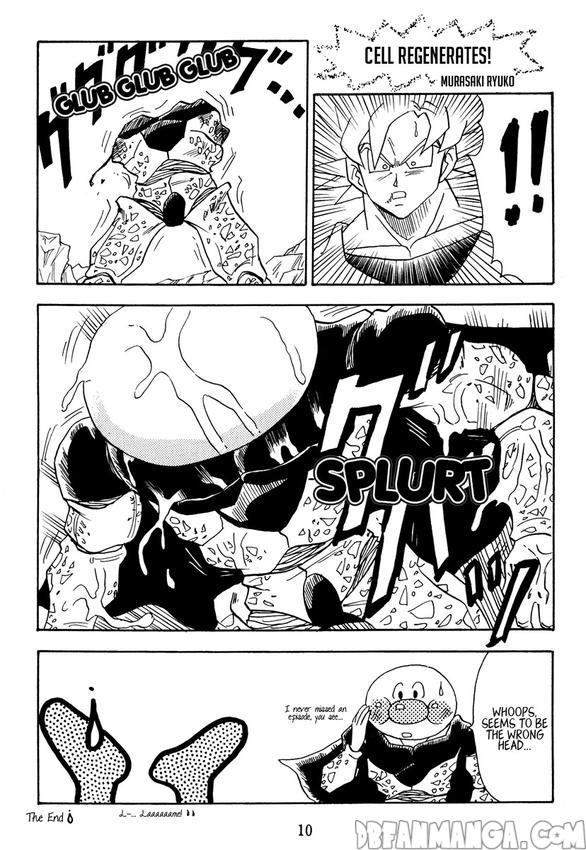 CELL REGENERATES!
MURASAKI RYUKO
GLUB GLUB GLUB
!!
SPLURT
WHOOPS,
SEEMS TO BE
THE WRONG
HEAD...
I never missed an
episode, you see...
L-... Laaaaaame!
The End
10
DBFANMANGA.COM